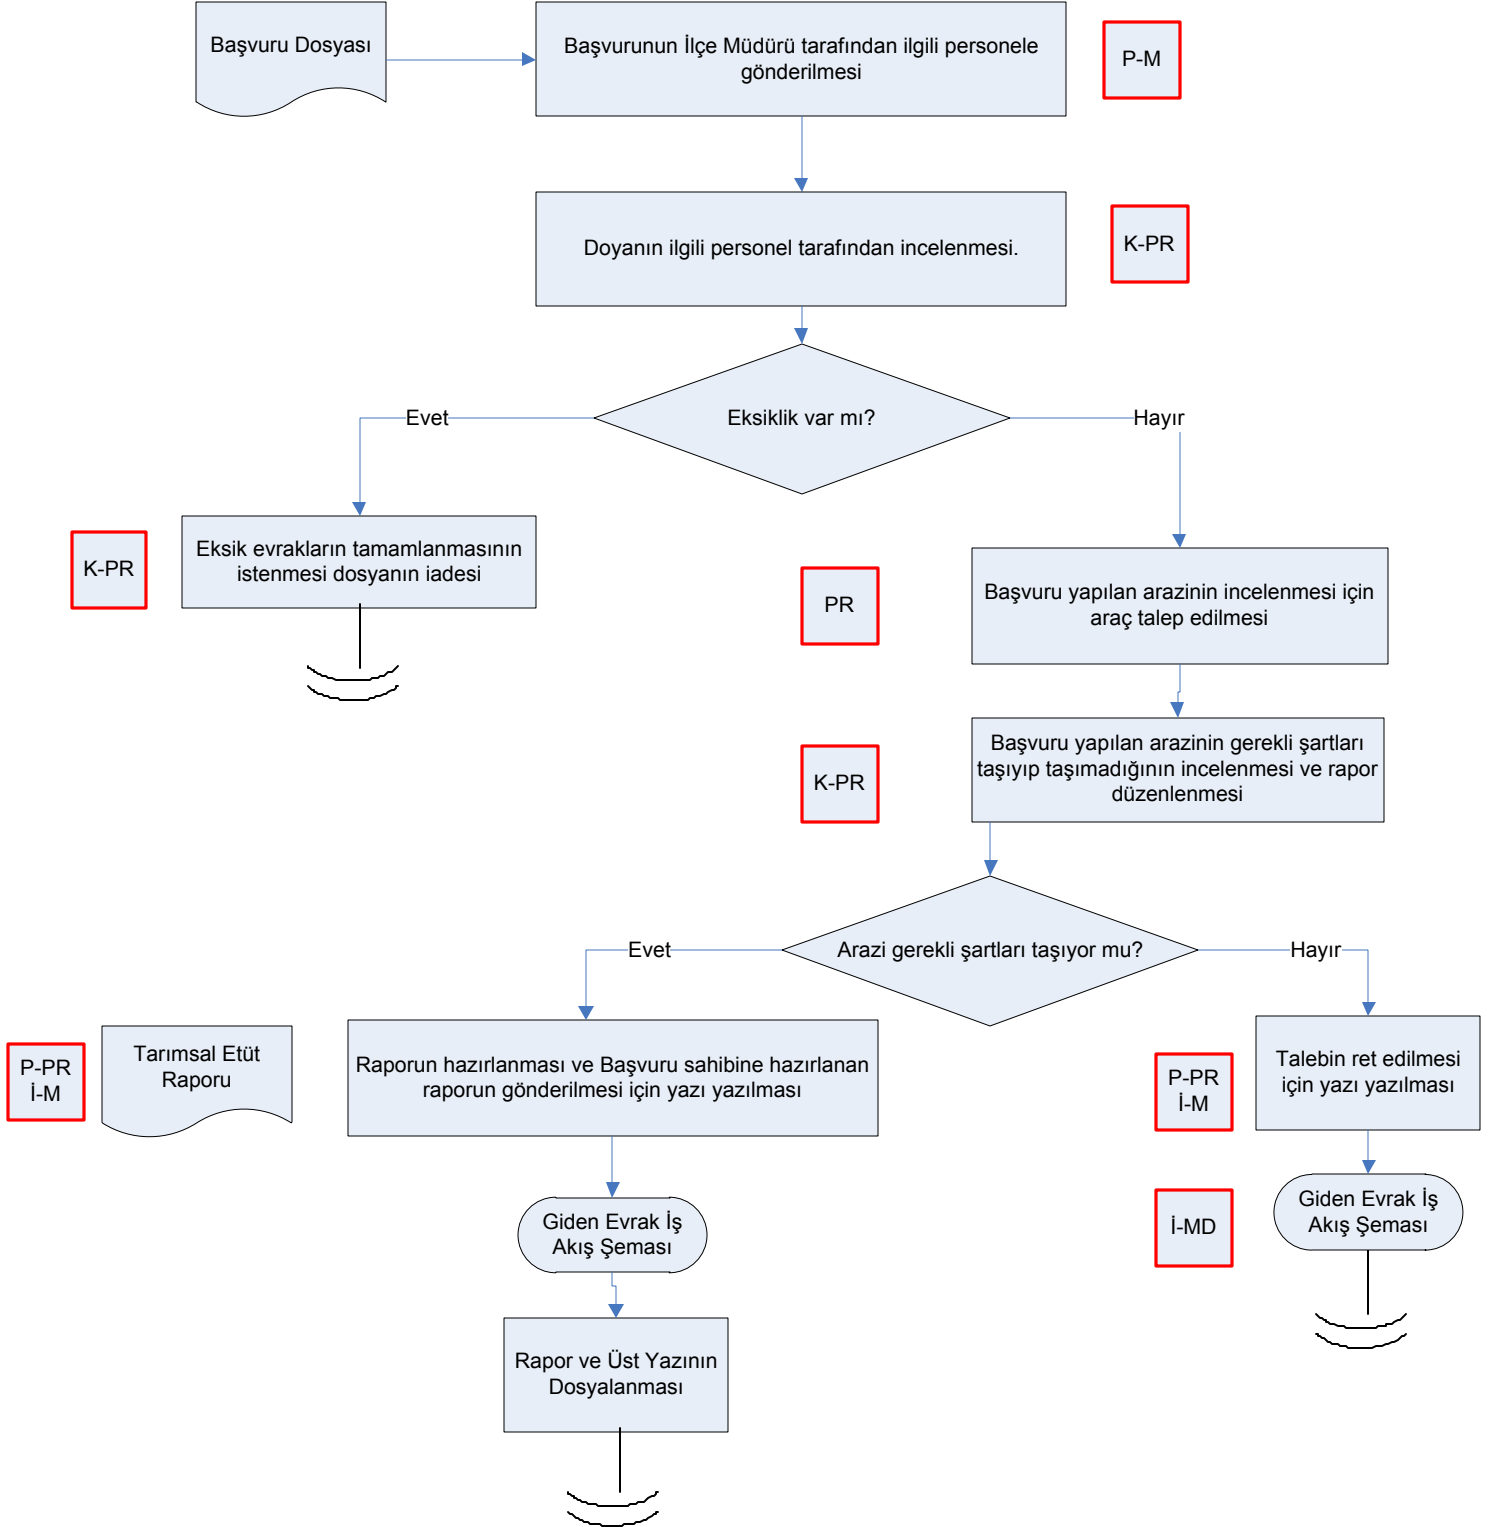 Başvuru Dosyası
Başvurunun İlçe Müdürü tarafından ilgili personele
gönderilmesi
P-M
Doyanın ilgili personel tarafından incelenmesi.
K-PR
Eksiklik var mı?
Evet
Hayır
K-PR
Eksik evrakların tamamlanmasının
istenmesi dosyanın iadesi
PR
Başvuru yapılan arazinin incelenmesi için
araç talep edilmesi
K-PR
Başvuru yapılan arazinin gerekli şartları
taşıyıp taşımadığının incelenmesi ve rapor
düzenlenmesi
Arazi gerekli şartları taşıyor mu?
Evet
Hayır
P-PR
İ-M
Tarımsal Etüt
Raporu
Raporun hazırlanması ve Başvuru sahibine hazırlanan
raporun gönderilmesi için yazı yazılması
P-PR
İ-M
Talebin ret edilmesi
için yazı yazılması
Giden Evrak İş
Akış Şeması
İ-MD
Giden Evrak İş
Akış Şeması
Rapor ve Üst Yazının
Dosyalanması